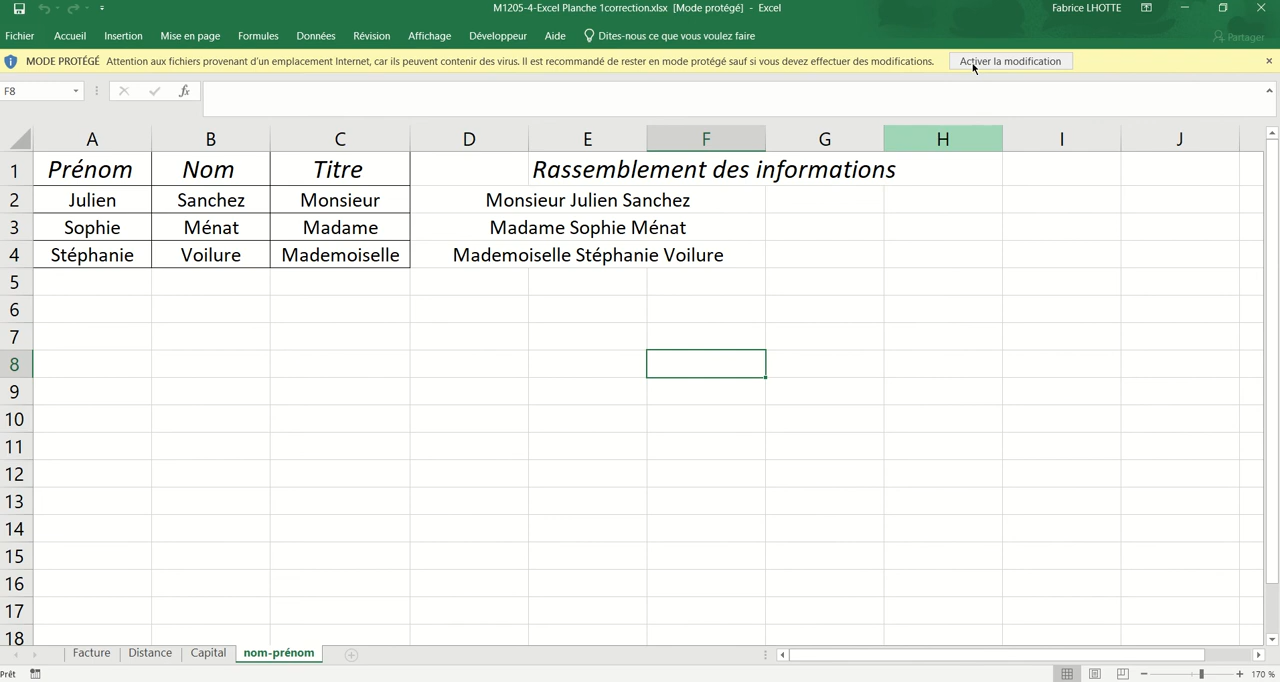 M1205-4-Excel Planche 1correction.xlsx [Mode protégé] - Excel
Fabrice LHOTTE
Fichier Accueil Insertion Mise en page Formules Données Révision Affichage Développeur Aide Dites-nous ce que vous voulez faire Partager
MODE PROTÉGÉ Attention aux fichiers provenant d'un emplacement Internet, car ils peuvent contenir des virus. Il est recommandé de rester en mode protégé sauf si vous devez effectuer des modifications. Activer la modification
F8 fx
A B C D E F G H I J
1 Prénom Nom Titre Rassemblement des informations
2 Julien Sanchez Monsieur Monsieur Julien Sanchez
3 Sophie Ménat Madame Madame Sophie Ménat
4 Stéphanie Voilure Mademoiselle Mademoiselle Stéphanie Voilure
5
6
7
8
9
10
11
12
13
14
15
16
17
18
Facture Distance Capital nom-prénom
Prêt 170 %